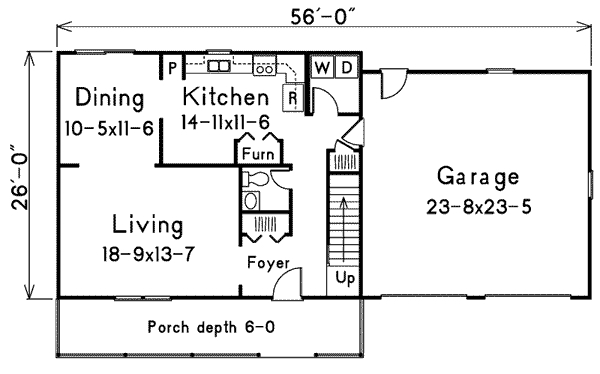 56'-0"
26'-0"
P
W D
Dining
10-5x11-6
Kitchen
14-11x11-6
R
Furn
Garage
23-8x23-5
Living
18-9x13-7
Foyer
Up
Porch depth 6-0